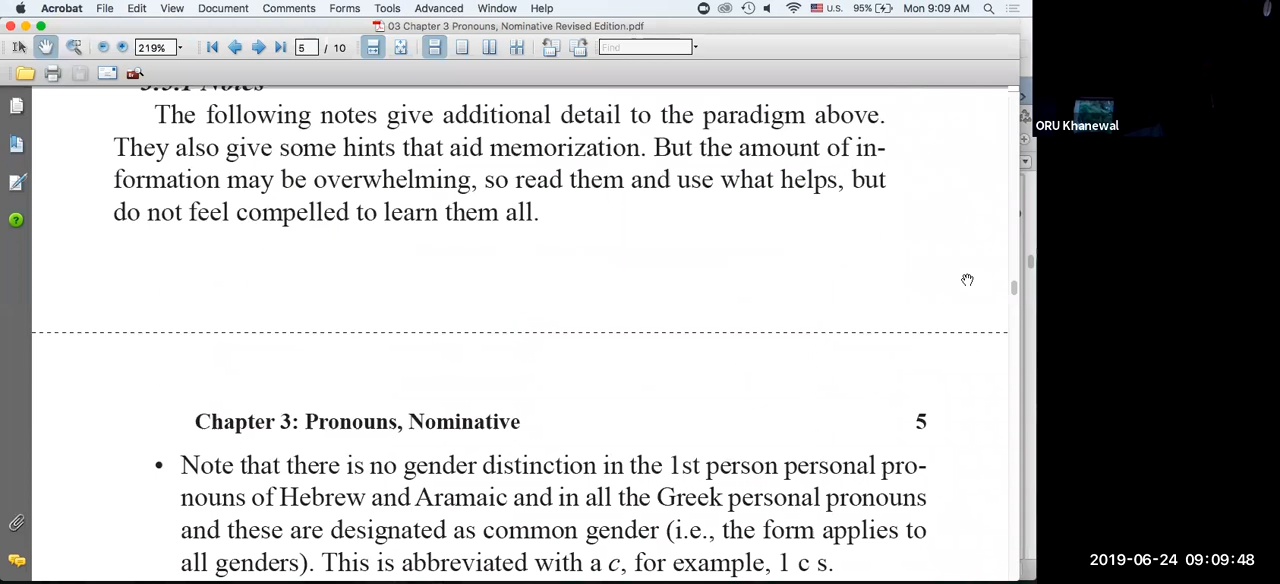 Acrobat File Edit View Document Comments Forms Tools Advanced Window Help U.S. 95% Mon 9:09 AM
03 Chapter 3 Pronouns, Nominative Revised Edition.pdf
219% 5 / 10 Find
3.3.1 Notes
The following notes give additional detail to the paradigm above.
They also give some hints that aid memorization. But the amount of in-
formation may be overwhelming, so read them and use what helps, but
do not feel compelled to learn them all.
ORU Khanewal
Chapter 3: Pronouns, Nominative 5
• Note that there is no gender distinction in the 1st person personal pro-
nouns of Hebrew and Aramaic and in all the Greek personal pronouns
and these are designated as common gender (i.e., the form applies to
all genders). This is abbreviated with a c, for example, 1 c s.
2019-06-24 09:09:48